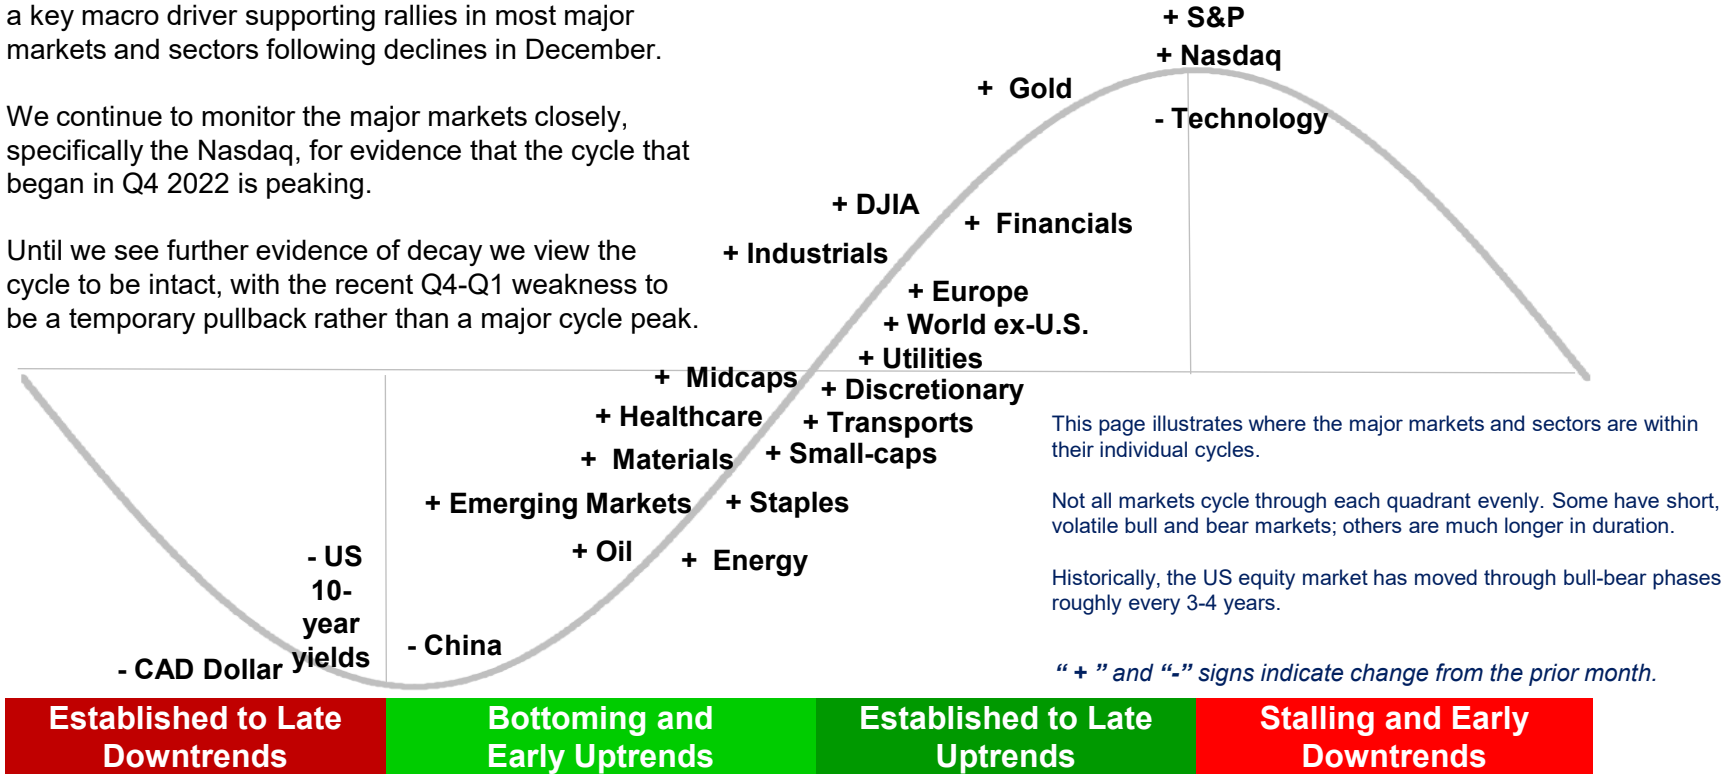 a key macro driver supporting rallies in most major
markets and sectors following declines in December.
We continue to monitor the major markets closely,
specifically the Nasdaq, for evidence that the cycle that
began in Q4 2022 is peaking.
Until we see further evidence of decay we view the
cycle to be intact, with the recent Q4-Q1 weakness to
be a temporary pullback rather than a major cycle peak.
+ S&P
+ Nasdaq
+ Gold
- Technology
+ DJIA
+ Financials
+ Industrials
+ Europe
+ World ex-U.S.
+ Utilities
+ Midcaps
+ Discretionary
+ Healthcare
+ Transports
+ Materials
+ Small-caps
+ Emerging Markets
+ Staples
+ Oil
+ Energy
- US
10-
year
yields
- China
- CAD Dollar
This page illustrates where the major markets and sectors are within
their individual cycles.
Not all markets cycle through each quadrant evenly. Some have short,
volatile bull and bear markets; others are much longer in duration.
Historically, the US equity market has moved through bull-bear phases
roughly every 3-4 years.
“ + ” and “-” signs indicate change from the prior month.
Established to Late
Downtrends
Bottoming and
Early Uptrends
Established to Late
Uptrends
Stalling and Early
Downtrends